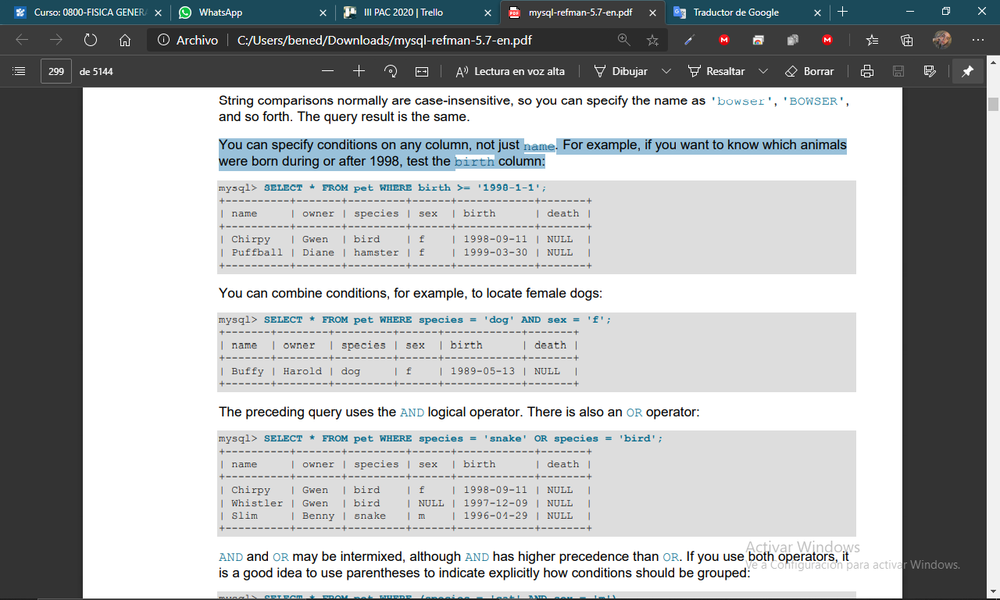 Curso: 0800-FISICA GENER
WhatsApp
III PAC 2020 | Trello
mysql-refman-5.7-en.pdf
Traductor de Google
Archivo
C:/Users/bened/Downloads/mysql-refman-5.7-en.pdf
299 de 5144
Lectura en voz alta
Dibujar
Resaltar
Borrar
String comparisons normally are case-insensitive, so you can specify the name as 'bowser', 'BOWSER',
and so forth. The query result is the same.
You can specify conditions on any column, not just name. For example, if you want to know which animals
were born during or after 1998, test the birth column:
mysql> SELECT * FROM pet WHERE birth >= '1998-1-1';
+----------+-------+---------+------+------------+-------+
| name     | owner | species | sex  | birth      | death |
+----------+-------+---------+------+------------+-------+
| Chirpy   | Gwen  | bird    | f    | 1998-09-11 | NULL  |
| Puffball | Diane | hamster | f    | 1999-03-30 | NULL  |
+----------+-------+---------+------+------------+-------+
You can combine conditions, for example, to locate female dogs:
mysql> SELECT * FROM pet WHERE species = 'dog' AND sex = 'f';
+-------+--------+---------+------+------------+-------+
| name  | owner  | species | sex  | birth      | death |
+-------+--------+---------+------+------------+-------+
| Buffy | Harold | dog     | f    | 1989-05-13 | NULL  |
+-------+--------+---------+------+------------+-------+
The preceding query uses the AND logical operator. There is also an OR operator:
mysql> SELECT * FROM pet WHERE species = 'snake' OR species = 'bird';
+----------+-------+---------+------+------------+-------+
| name     | owner | species | sex  | birth      | death |
+----------+-------+---------+------+------------+-------+
| Chirpy   | Gwen  | bird    | f    | 1998-09-11 | NULL  |
| Whistler | Gwen  | bird    | NULL | 1997-12-09 | NULL  |
| Slim     | Benny | snake   | m    | 1996-04-29 | NULL  |
+----------+-------+---------+------+------------+-------+
AND and OR may be intermixed, although AND has higher precedence than OR. If you use both operators, it
is a good idea to use parentheses to indicate explicitly how conditions should be grouped:
mysql> SELECT * FROM pet WHERE (species = 'cat' AND sex = 'm')
Activar Windows
Ve a Configuración para activar Windows.